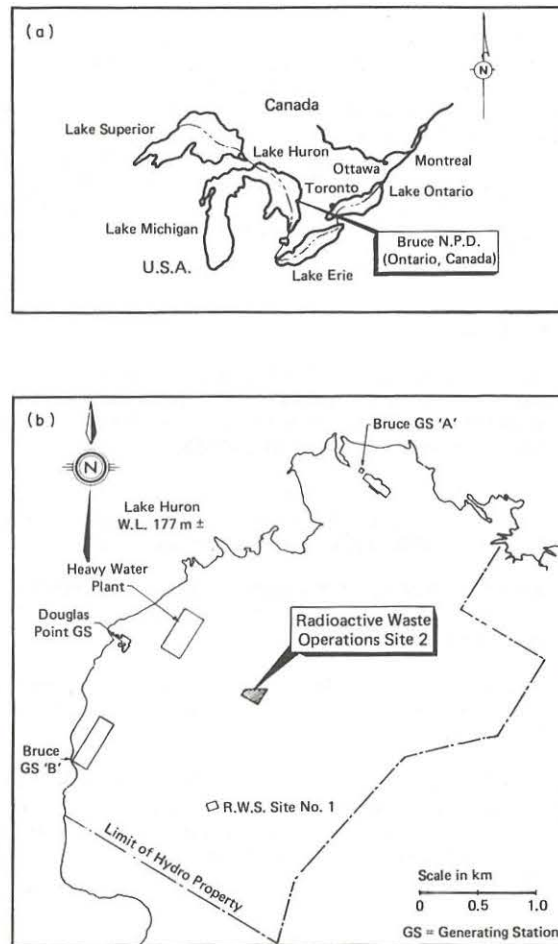 (a)
N
Canada
Lake Superior
Lake Huron
Ottawa
Montreal
Toronto
Lake Ontario
Lake Michigan
Bruce N.P.D.
(Ontario, Canada)
U.S.A.
Lake Erie
(b)
Bruce GS 'A'
N
Lake Huron
W.L. 177 m ±
Heavy Water
Plant
Douglas
Point GS
Radioactive Waste
Operations Site 2
Bruce
GS 'B'
R.W.S. Site No. 1
Limit of Hydro Property
Scale in km
0 0.5 1.0
GS = Generating Station